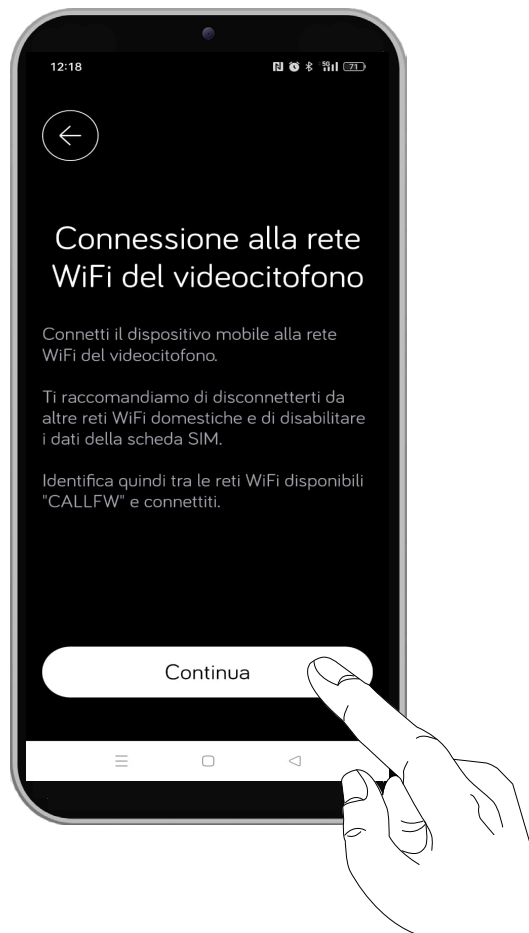 12:18
5G 71
Connessione alla rete
WiFi del videocitofono
Connetti il dispositivo mobile alla rete
WiFi del videocitofono.
Ti raccomandiamo di disconnetterti da
altre reti WiFi domestiche e di disabilitare
i dati della scheda SIM.
Identifica quindi tra le reti WiFi disponibili
"CALLFW" e connettiti.
Continua